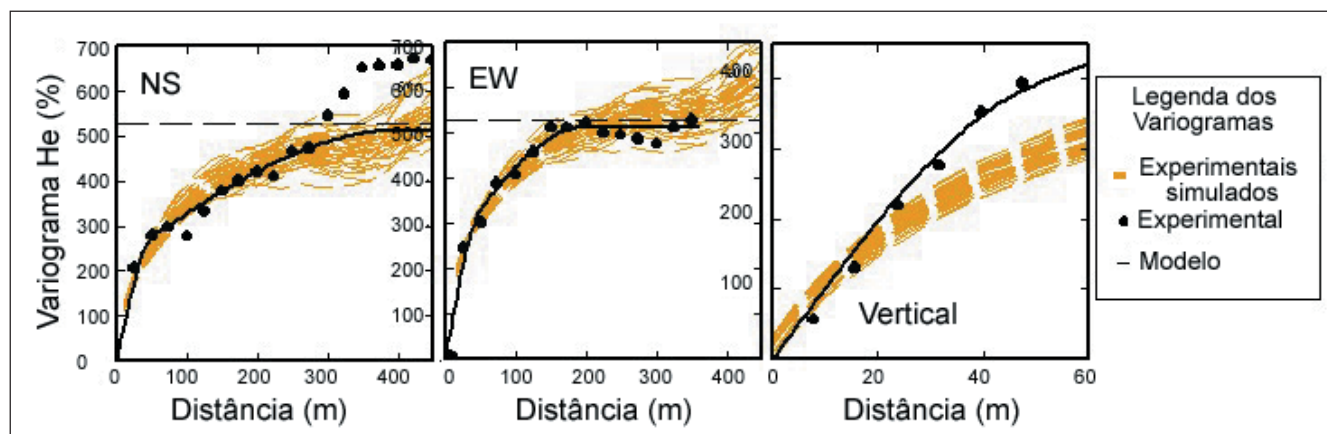 Variograma He (%)
700
600
500
400
300
200
100
0
NS
0 100 200 300 400
Distância (m)
700
600
500
400
300
200
100
0
EW
0 100 200 300 400
Distância (m)
400
300
200
100
Vertical
0 20 40 60
Distância (m)
Legenda dos
Variogramas
Experimentais
simulados
Experimental
Modelo